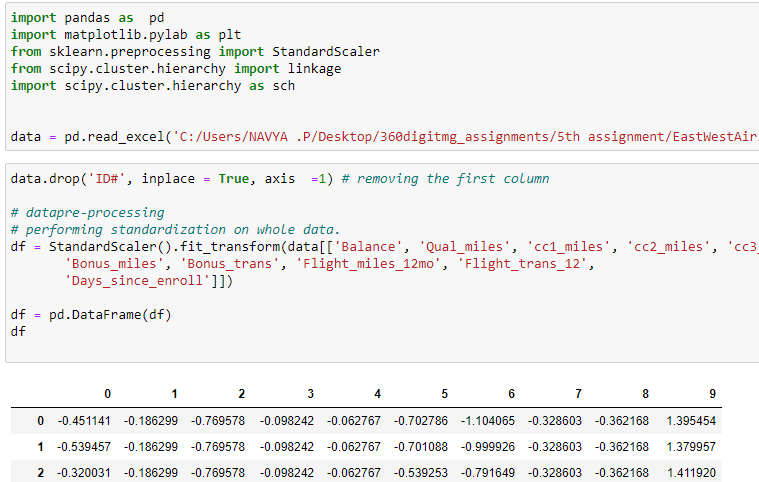 import pandas as  pd
import matplotlib.pylab as plt
from sklearn.preprocessing import StandardScaler
from scipy.cluster.hierarchy import linkage
import scipy.cluster.hierarchy as sch
data = pd.read_excel('C:/Users/NAVYA .P/Desktop/360digitmg_assignments/5th assignment/EastWestAir
data.drop('ID#', inplace = True, axis  =1) # removing the first column
# datapre-processing
# performing standardization on whole data.
df = StandardScaler().fit_transform(data[['Balance', 'Qual_miles', 'cc1_miles', 'cc2_miles', 'cc3_
'Bonus_miles', 'Bonus_trans', 'Flight_miles_12mo', 'Flight_trans_12',
'Days_since_enroll']])
df = pd.DataFrame(df)
df
0 1 2 3 4 5 6 7 8 9
0 -0.451141 -0.186299 -0.769578 -0.098242 -0.062767 -0.702786 -1.104065 -0.328603 -0.362168 1.395454
1 -0.539457 -0.186299 -0.769578 -0.098242 -0.062767 -0.701088 -0.999926 -0.328603 -0.362168 1.379957
2 -0.320031 -0.186299 -0.769578 -0.098242 -0.062767 -0.539253 -0.791649 -0.328603 -0.362168 1.411920